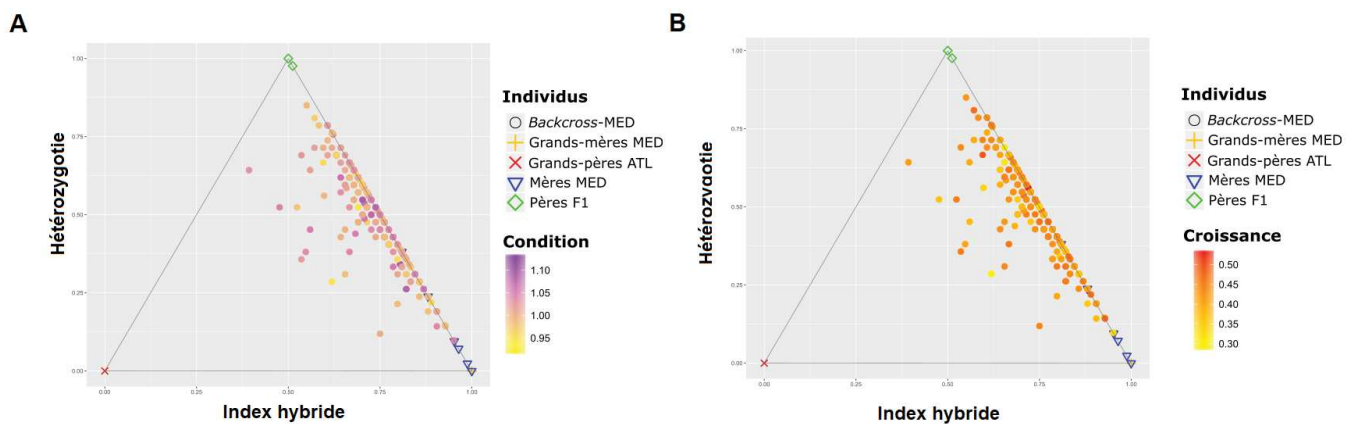 A
Hétérozygotie
1.00
0.75
0.50
0.25
0.00
0.00
0.25
0.50
0.75
1.00
Index hybride
Individus
Backcross-MED
Grands-mères MED
Grands-pères ATL
Mères MED
Pères F1
Condition
1.10
1.05
1.00
0.95
B
Hétérozygotie
1.00
0.75
0.50
0.25
0.00
0.00
0.25
0.50
0.75
1.00
Index hybride
Individus
Backcross-MED
Grands-mères MED
Grands-pères ATL
Mères MED
Pères F1
Croissance
0.50
0.45
0.40
0.35
0.30